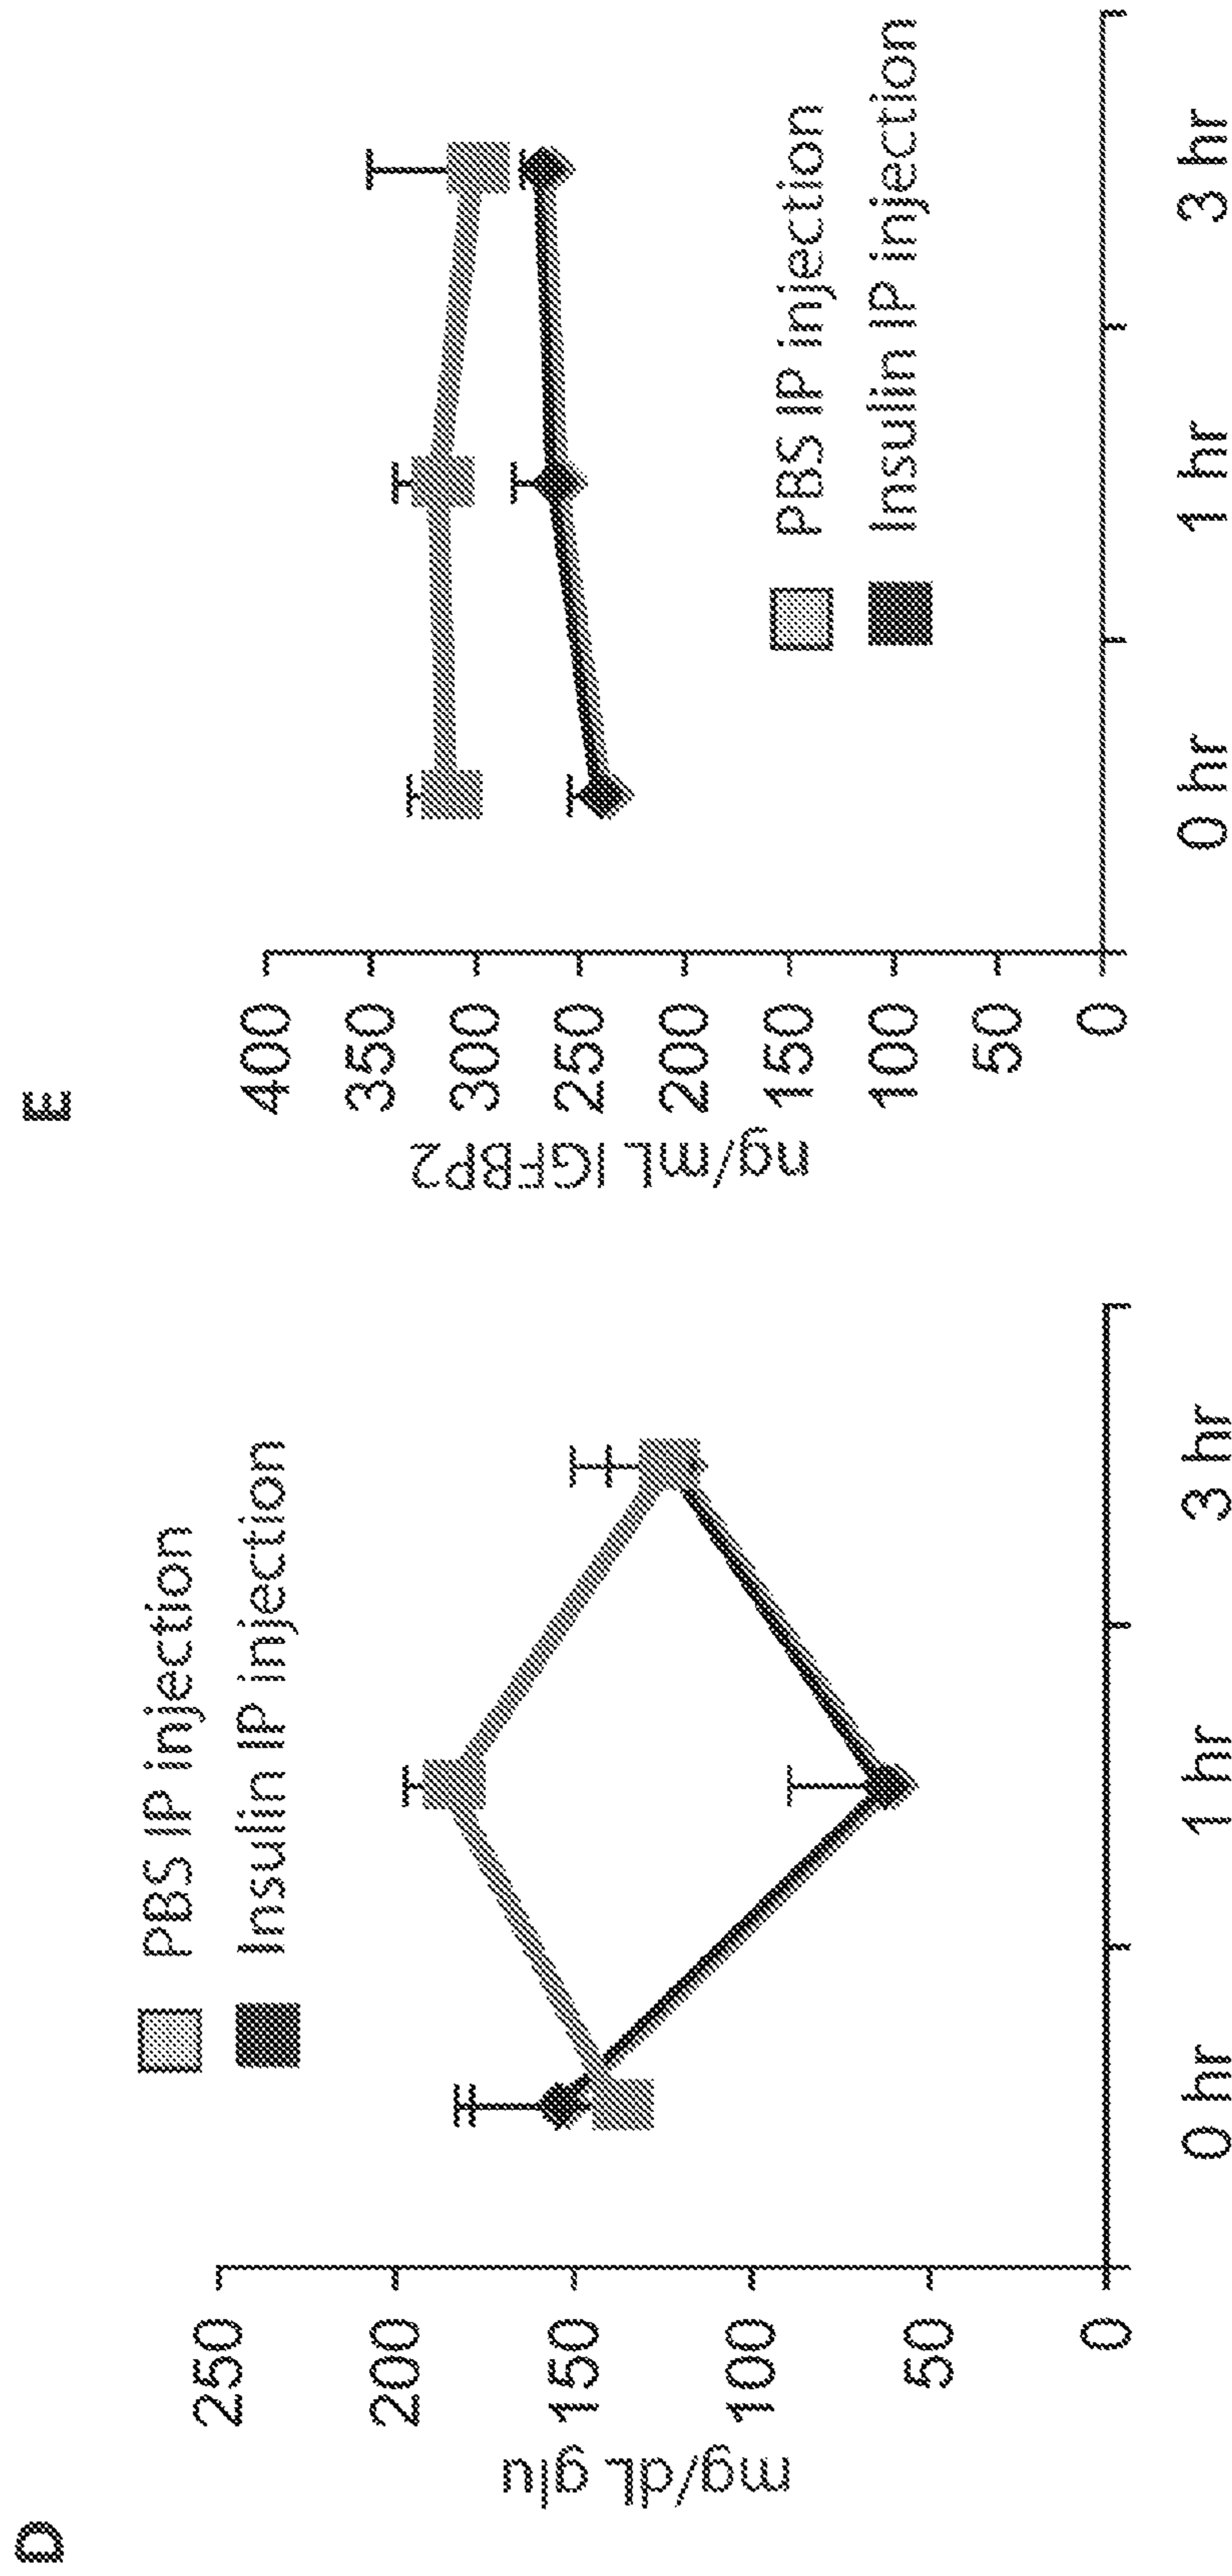 D
mg/dL glu
250
200
150
100
50
0
0 hr
1 hr
3 hr
PBS IP injection
Insulin IP injection
E
ng/mL IGFBP2
400
350
300
250
200
150
100
50
0
0 hr
1 hr
3 hr
PBS IP injection
Insulin IP injection